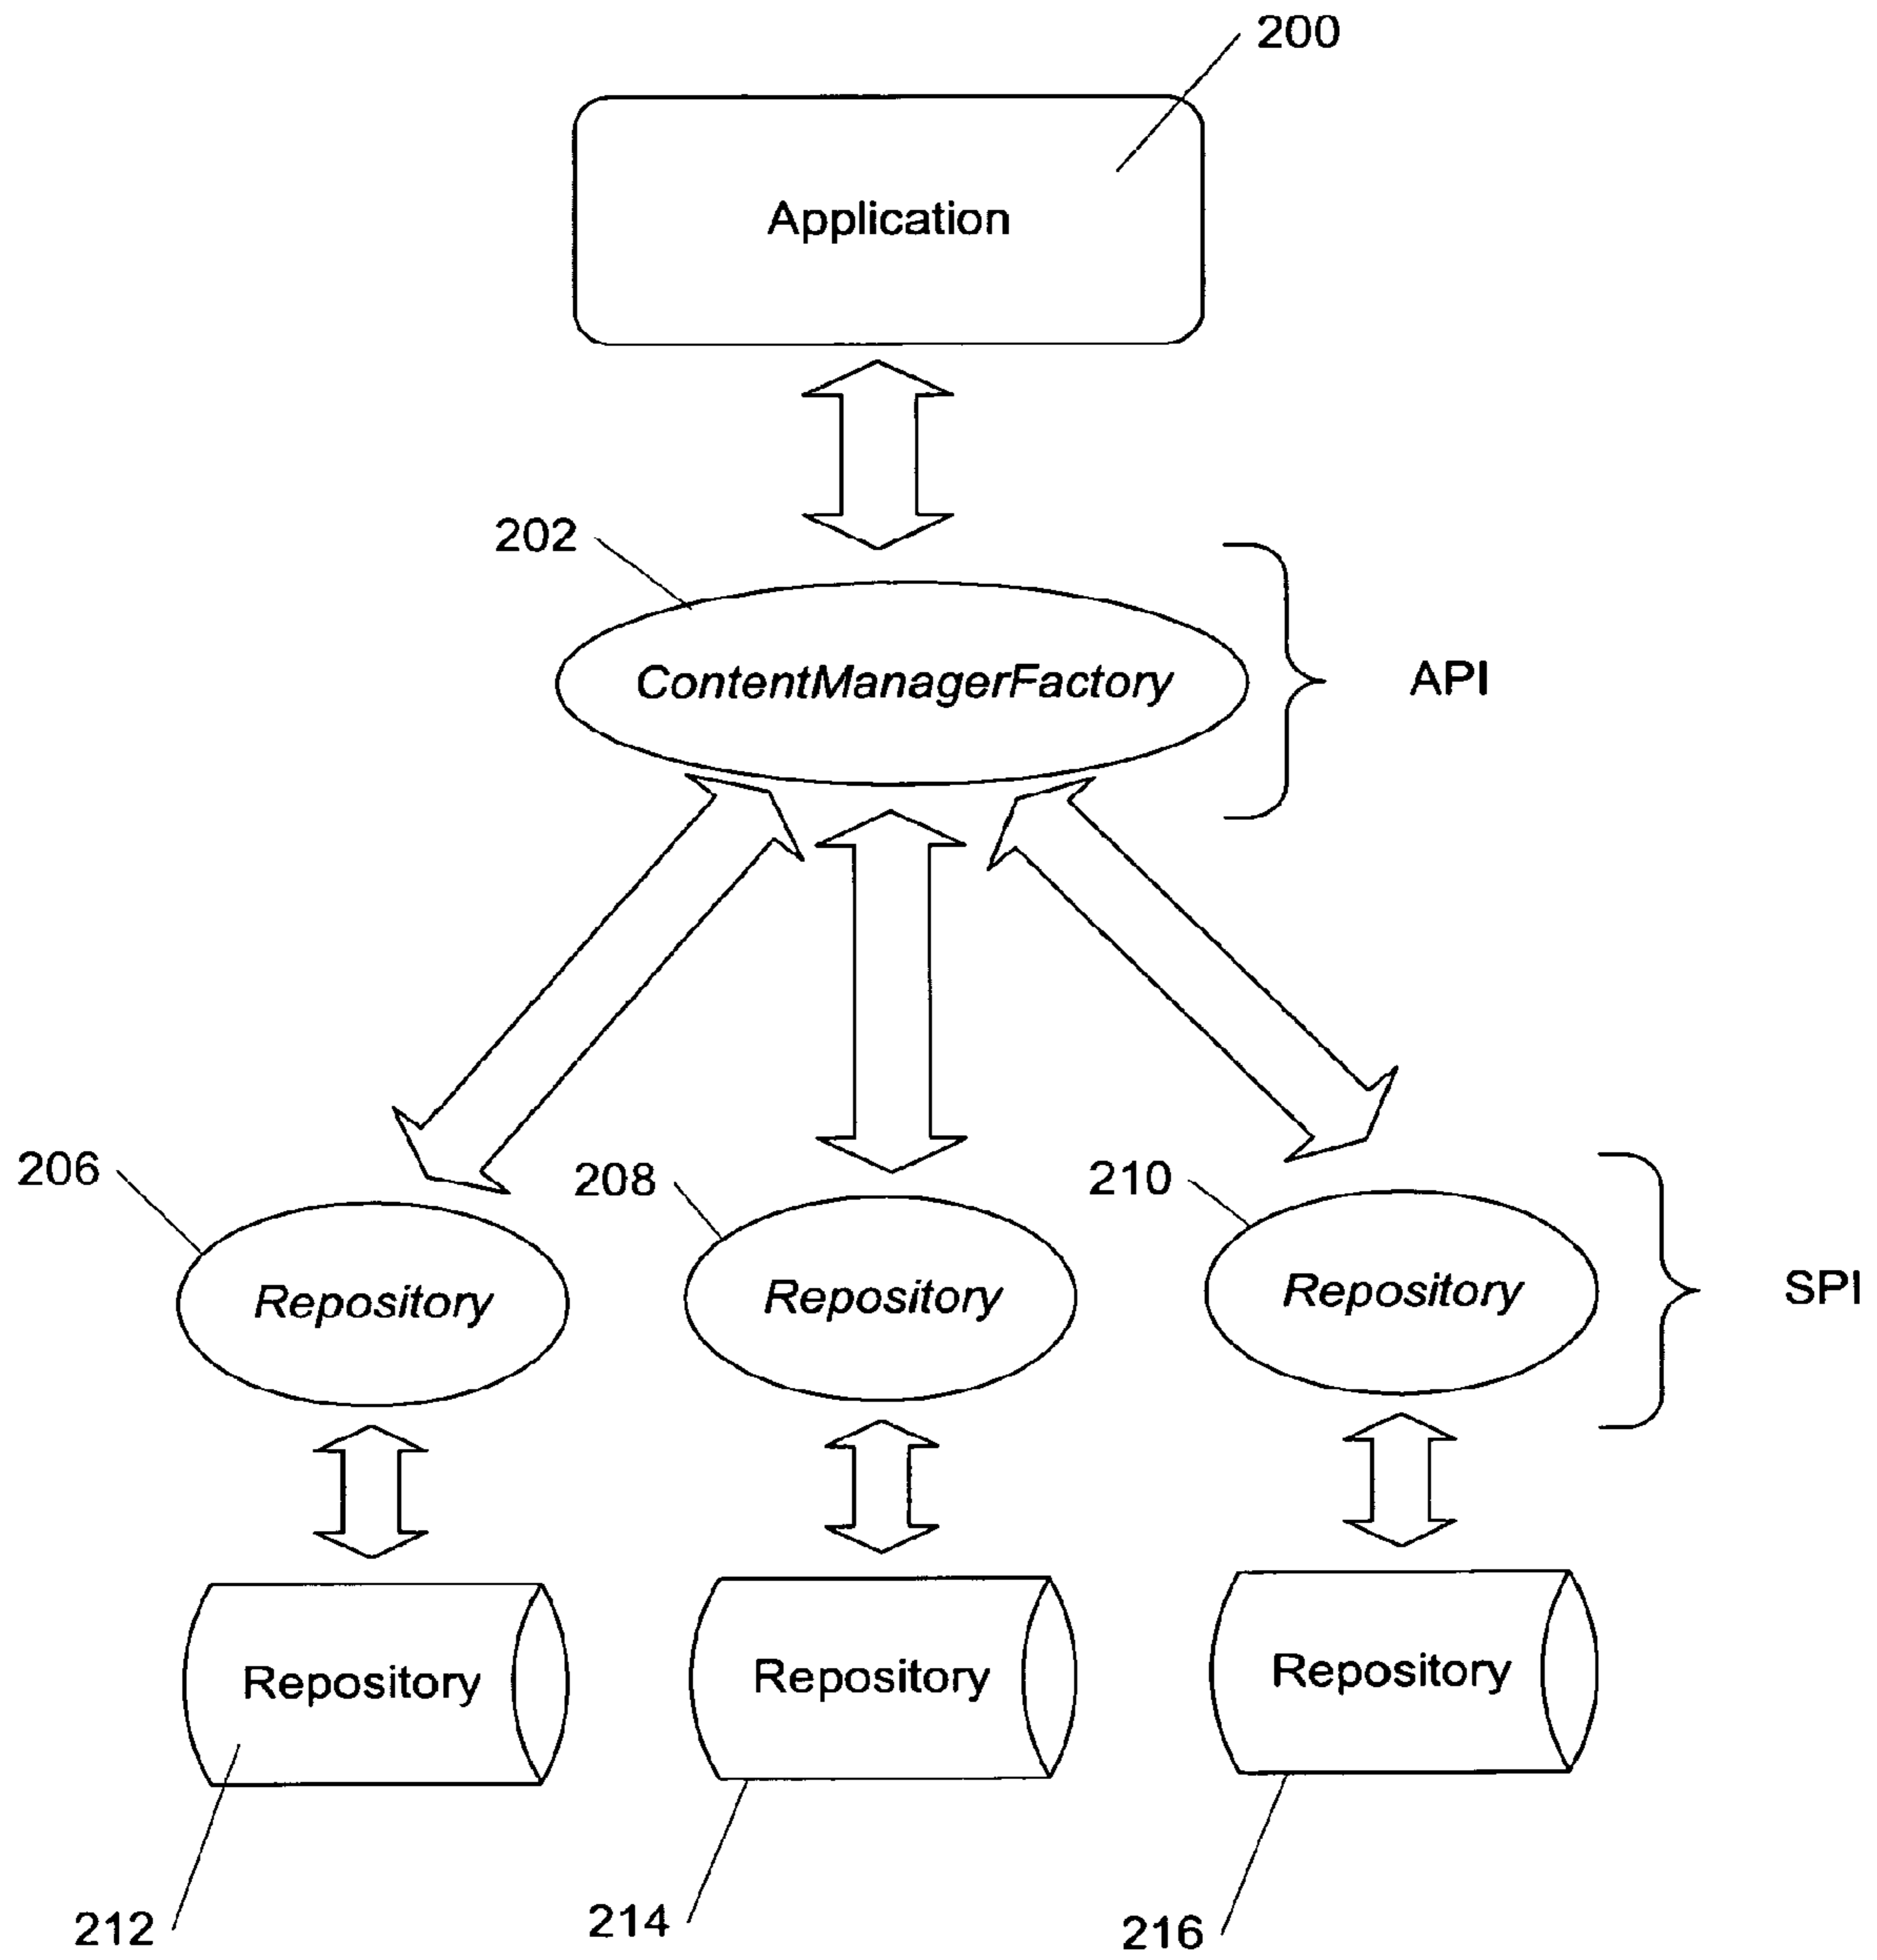 200
Application
202
ContentManagerFactory
API
206
208
210
Repository
Repository
Repository
SPI
Repository
Repository
Repository
212
214
216